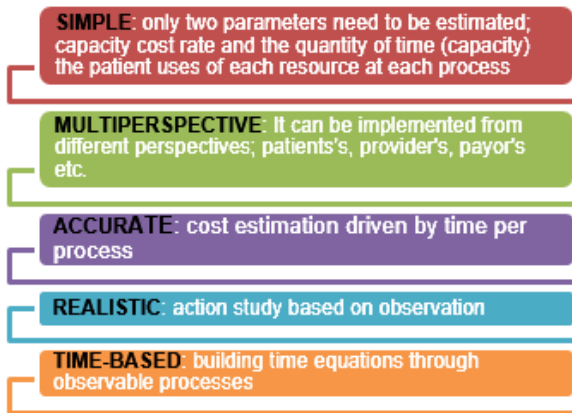 SIMPLE: only two parameters need to be estimated;
capacity cost rate and the quantity of time (capacity)
the patient uses of each resource at each process
MULTIPERSPECTIVE: It can be implemented from
different perspectives; patients's, provider's, payor's
etc.
ACCURATE: cost estimation driven by time per
process
REALISTIC: action study based on observation
TIME-BASED: building time equations through
observable processes